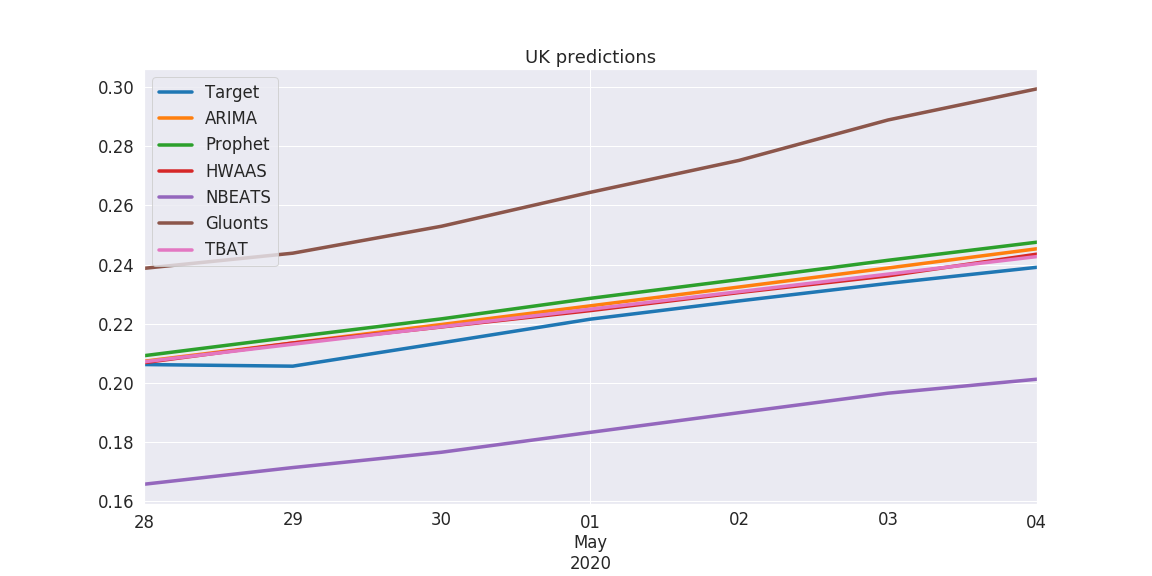 UK predictions
0.30
0.28
0.26
0.24
0.22
0.20
0.18
0.16
Target
ARIMA
Prophet
HWAAS
NBEATS
Gluonts
TBAT
28 29 30 01 02 03 04
May
2020